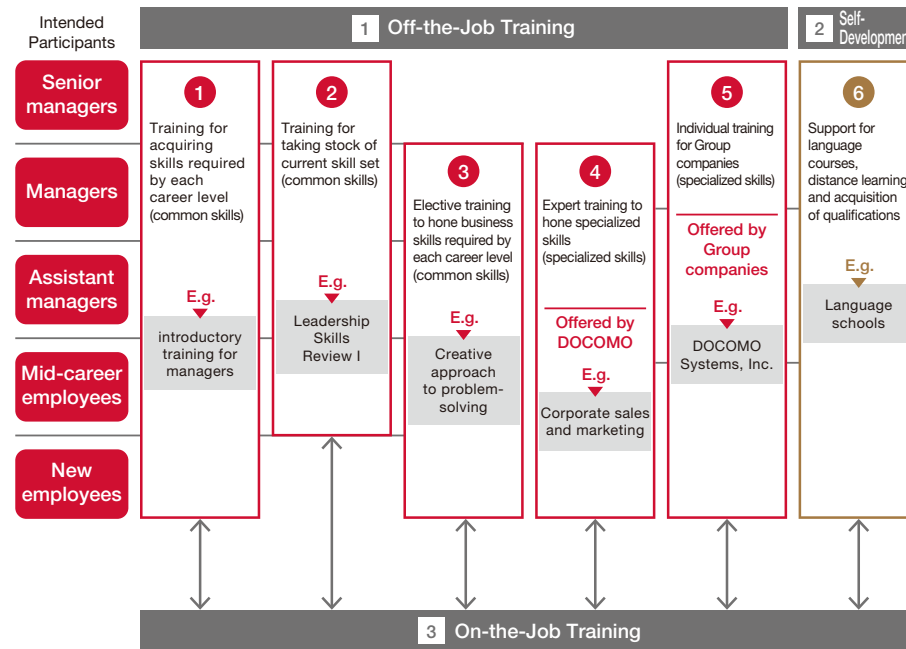 Intended
Participants
1 Off-the-Job Training
2 Self-
Development
Senior
managers
Managers
Assistant
managers
Mid-career
employees
New
employees
1
Training for
acquiring
skills required
by each
career level
(common skills)
E.g.
introductory
training for
managers
2
Training for
taking stock of
current skill set
(common skills)
E.g.
Leadership
Skills
Review I
3
Elective training
to hone business
skills required by
each career level
(common skills)
E.g.
Creative
approach
to problem-
solving
4
Expert training to
hone specialized
skills
(specialized skills)
Offered by
DOCOMO
E.g.
Corporate sales
and marketing
5
Individual training
for Group
companies
(specialized skills)
Offered by
Group
companies
E.g.
DOCOMO
Systems, Inc.
6
Support for
language
courses,
distance learning
and acquisition
of qualifications
E.g.
Language
schools
3 On-the-Job Training